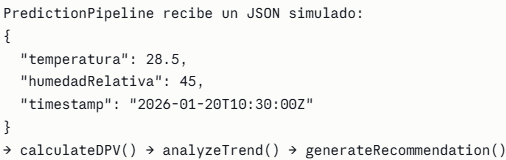 PredictionPipeline recibe un JSON simulado:
{
  "temperatura": 28.5,
  "humedadRelativa": 45,
  "timestamp": "2026-01-20T10:30:00Z"
}
→ calculateDPV() → analyzeTrend() → generateRecommendation()